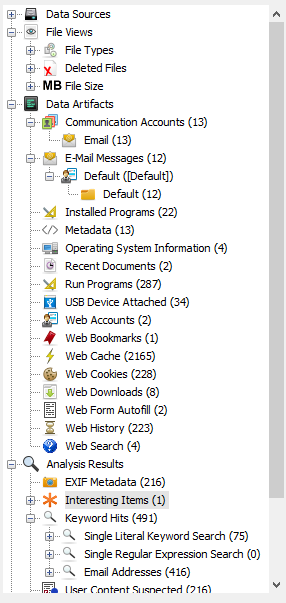 Data Sources
File Views
File Types
Deleted Files
MB File Size
Data Artifacts
Communication Accounts (13)
Email (13)
E-Mail Messages (12)
Default ([Default])
Default (12)
Installed Programs (22)
Metadata (13)
Operating System Information (4)
Recent Documents (2)
Run Programs (287)
USB Device Attached (34)
Web Accounts (2)
Web Bookmarks (1)
Web Cache (2165)
Web Cookies (228)
Web Downloads (8)
Web Form Autofill (2)
Web History (223)
Web Search (4)
Analysis Results
EXIF Metadata (216)
Interesting Items (1)
Keyword Hits (491)
Single Literal Keyword Search (75)
Single Regular Expression Search (0)
Email Addresses (416)
User Content Suspected (216)